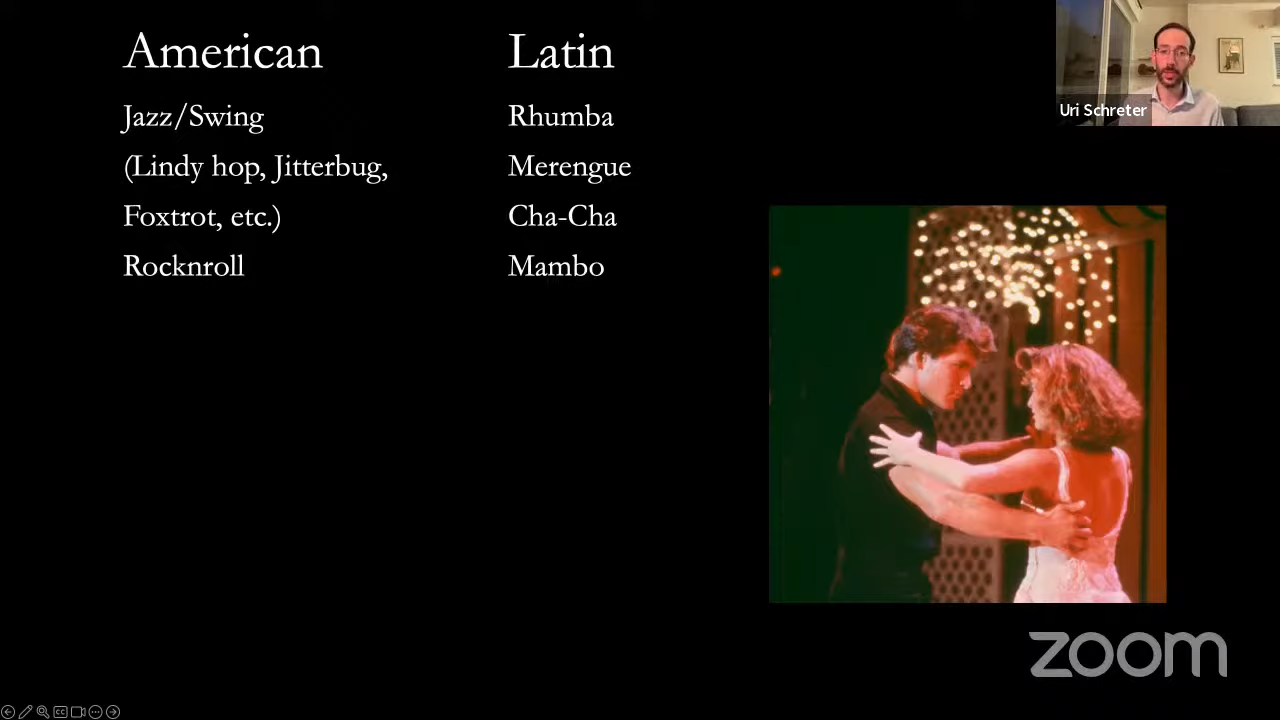 American
Jazz/Swing
(Lindy hop, Jitterbug,
Foxtrot, etc.)
Rocknroll
Latin
Rhumba
Merengue
Cha-Cha
Mambo
Uri Schreter
zoom